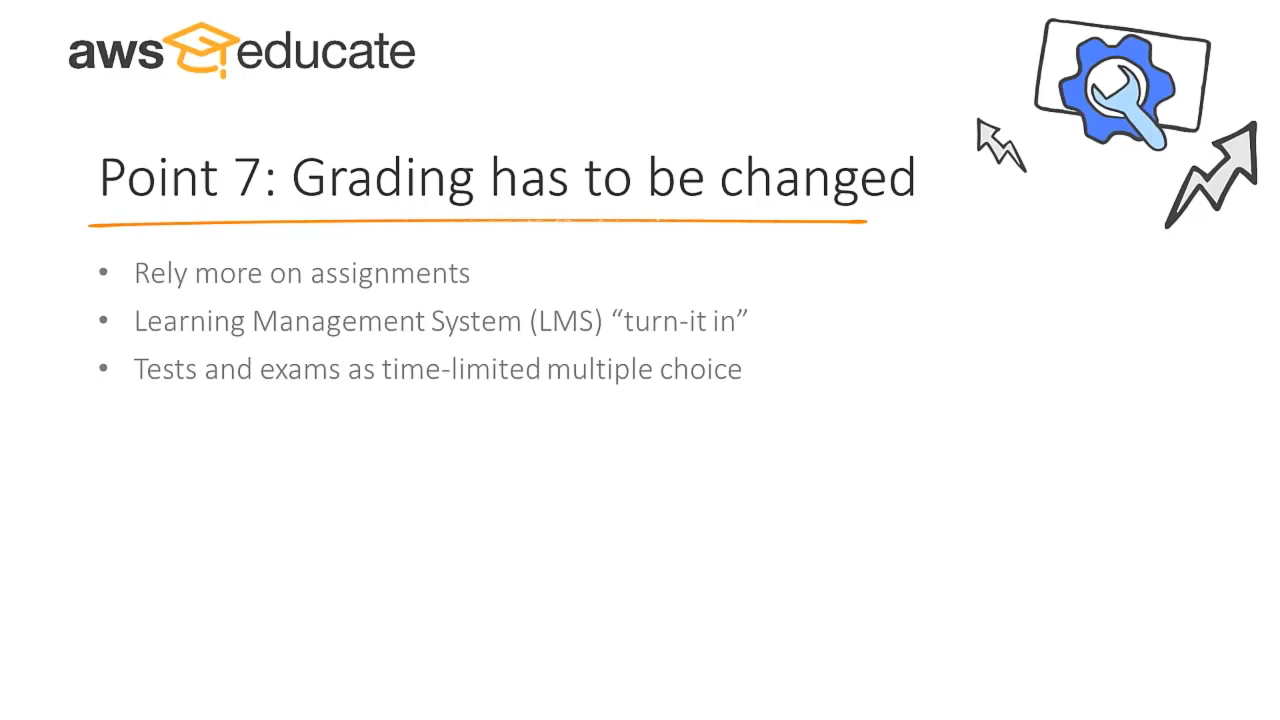 aws educate
Point 7: Grading has to be changed
• Rely more on assignments
• Learning Management System (LMS) “turn-it in”
• Tests and exams as time-limited multiple choice